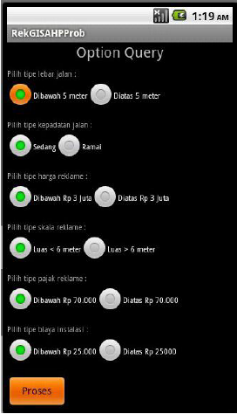 1:19 AM
RekGISAHPProb
Option Query
Pilih tipe lebar jalan :
Dibawah 5 meter Diatas 5 meter
Pilih tipe kepadatan jalan :
Sedang Ramai
Pilih tipe harga reklame :
Dibawah Rp 3 Juta Diatas Rp 3 Juta
Pilih tipe skala reklame :
Luas < 6 meter Luas > 6 meter
Pilih tipe pajak reklame :
Dibawah Rp 70.000 Diatas Rp 70.000
Pilih tipe biaya instalasi :
Dibawah Rp 25.000 Diatas Rp 25000
Proses